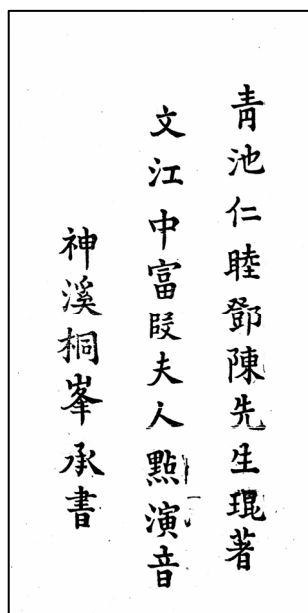 青池仁睦鄧陳先生琨著
文江中富段夫人點演音
神溪桐峯承書